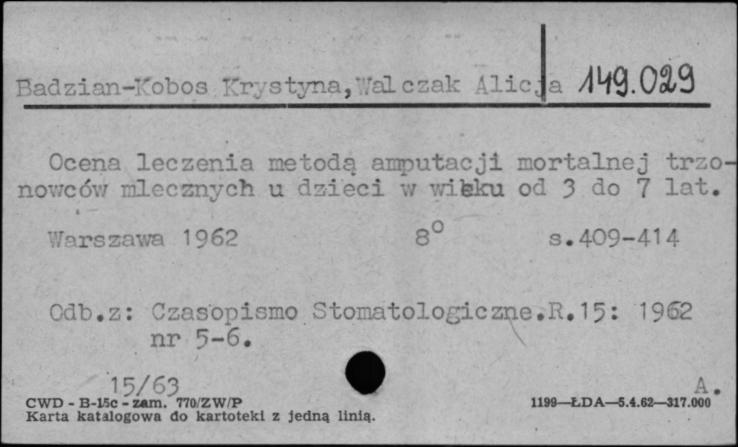 Badzian-Kobos Krystyna,Walczak Alicja 149.029
Ocena leczenia metodą amputacji mortalnej trzo-
nowców mlecznych u dzieci w wieku od 3 do 7 lat.
Warszawa 1962 8° s.409-414
Odb.z: Czasopismo Stomatologiczne.R.15: 1962
nr 5-6.
15/63 A.
CWD - B-15c - zam. 770/ZW/P 1199—ŁDA—5.4.62—317.000
Karta katalogowa do kartoteki z jedną linią.